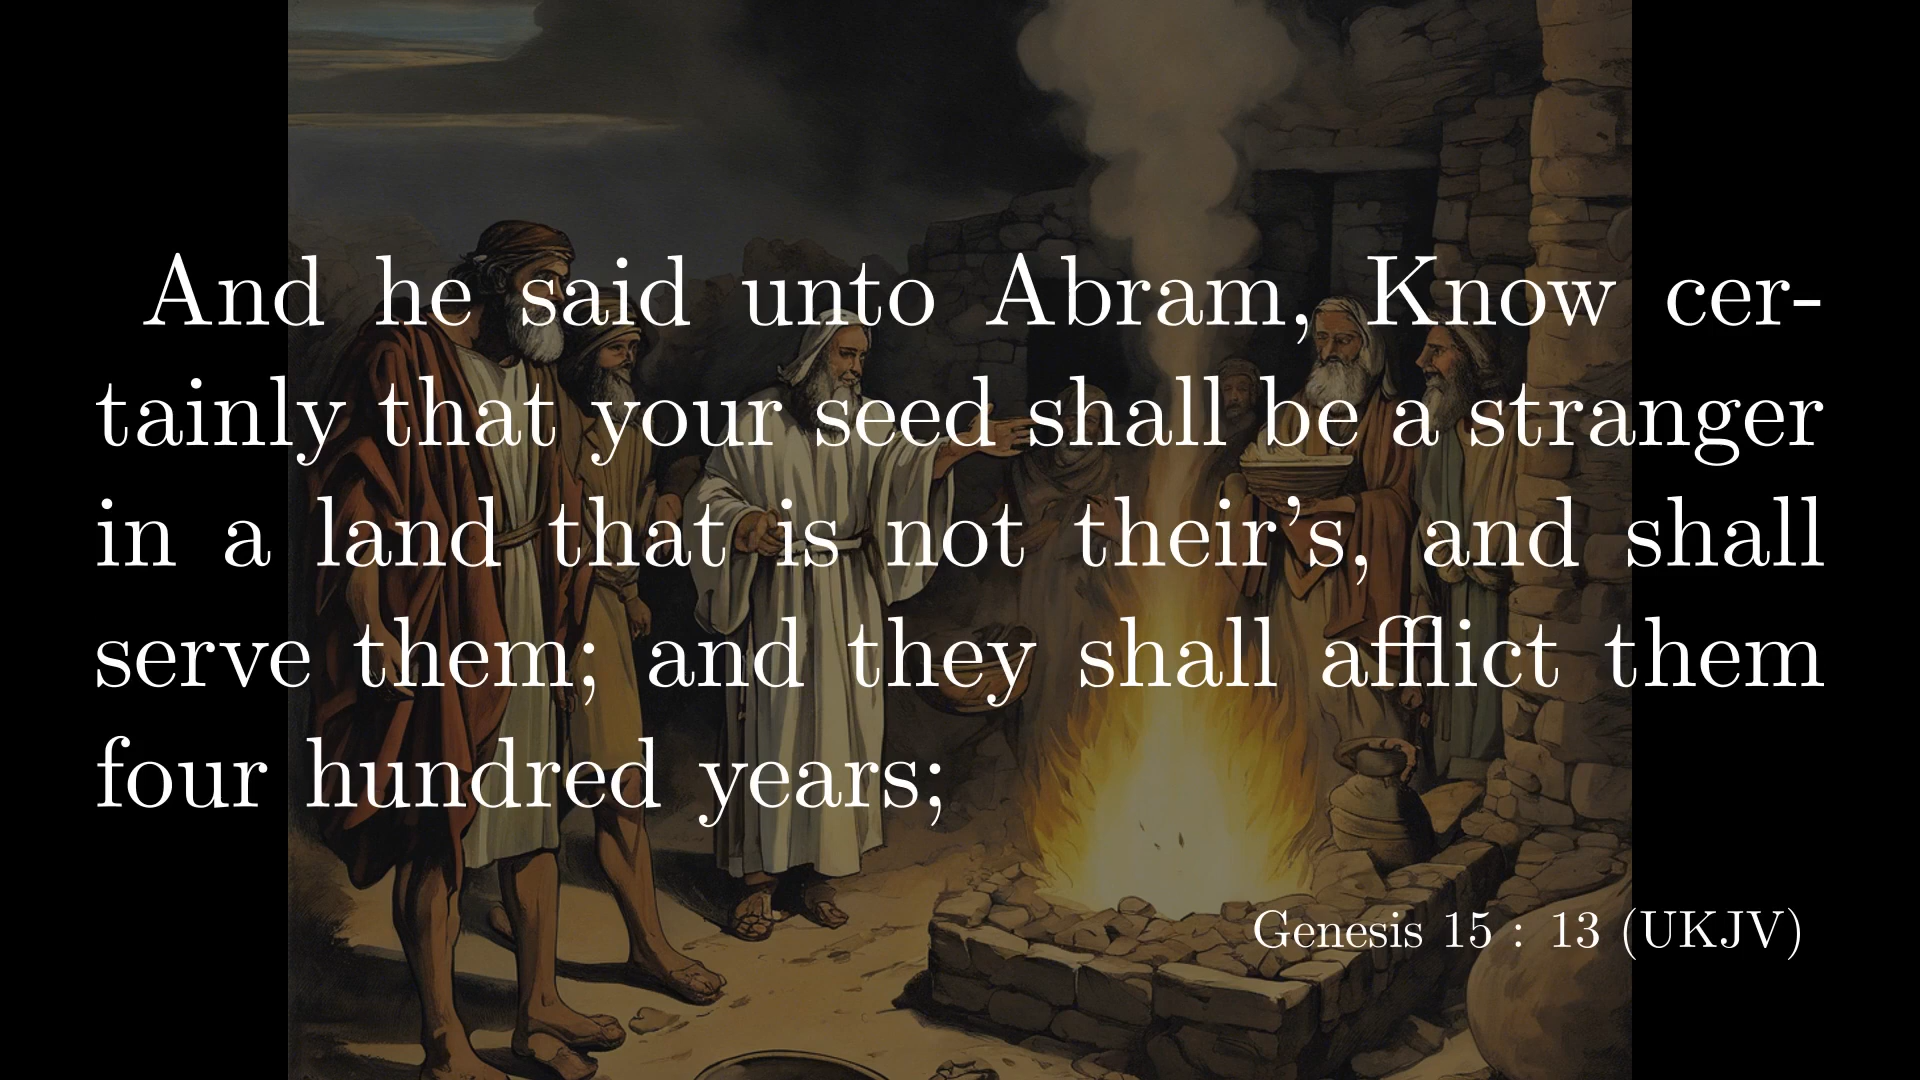 And he said unto Abram, Know cer-
tainly that your seed shall be a stranger
in a land that is not their's, and shall
serve them; and they shall afflict them
four hundred years;
Genesis 15 : 13 (UKJV)